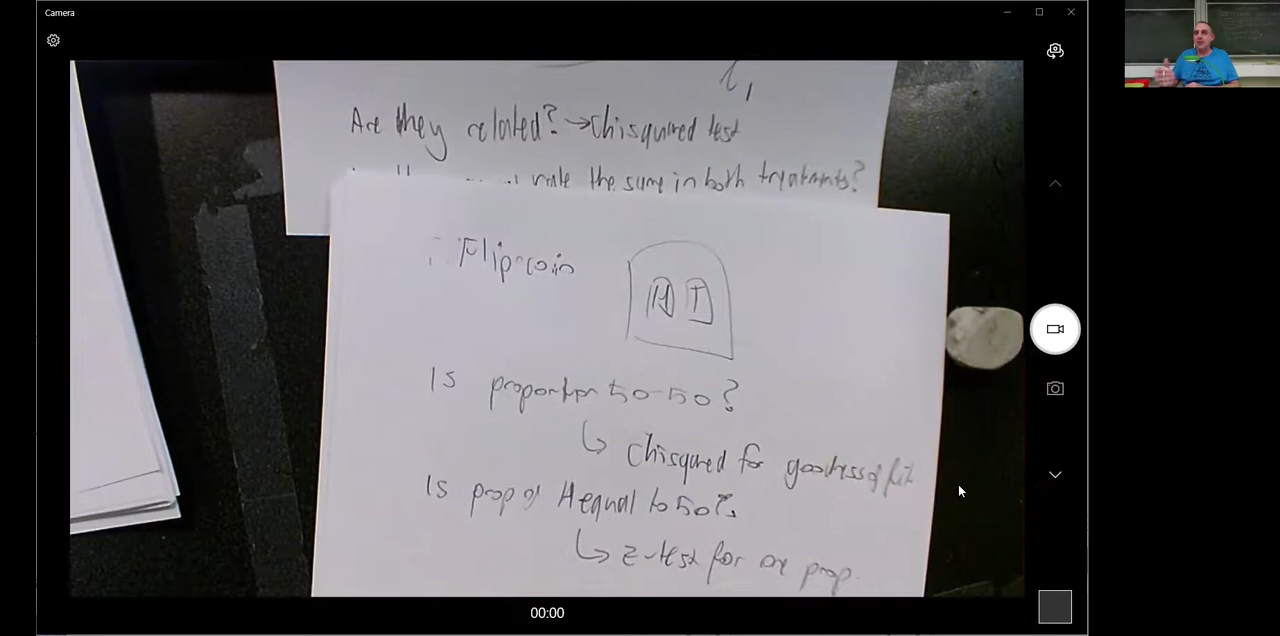 Camera
Are they related? → Chisquared test
rate the same in both treatments?
Flip coin
H T
Is proportion 50-50?
↳ Chisquared for goodness of fit
Is prop of H equal to 50%
↳ z-test for one prop.
00:00